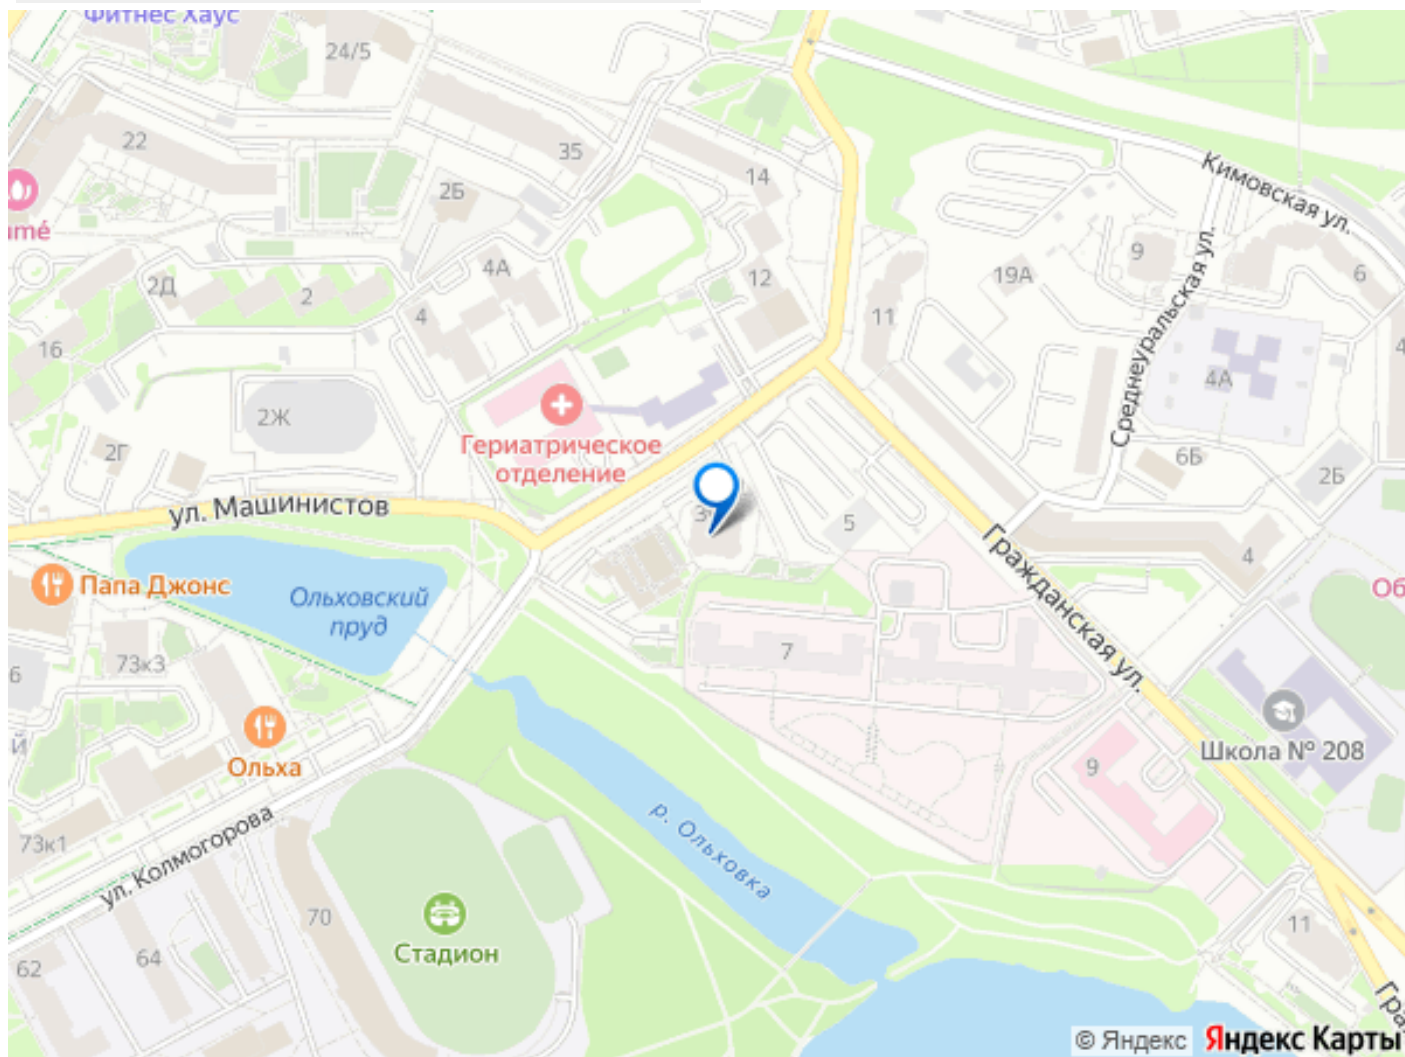 Фитнес Хаус
24/5
22
35
14
2Б
Кимовская ул.
9
6
2Д
4А
12
19А
2
4
11
16
Среднеуральская ул.
4А
2Ж
2Г
Гериатрическое
отделение
6Б
2Б
ул. Машинистов
5
Гражданская ул.
4
Папа Джонс
Ольховский
пруд
7
73к3
6
Школа № 208
9
Ольха
73к1
ул. Колмогорова
р. Ольховка
70
Стадион
11
64
62
© Яндекс
Яндекс Карты